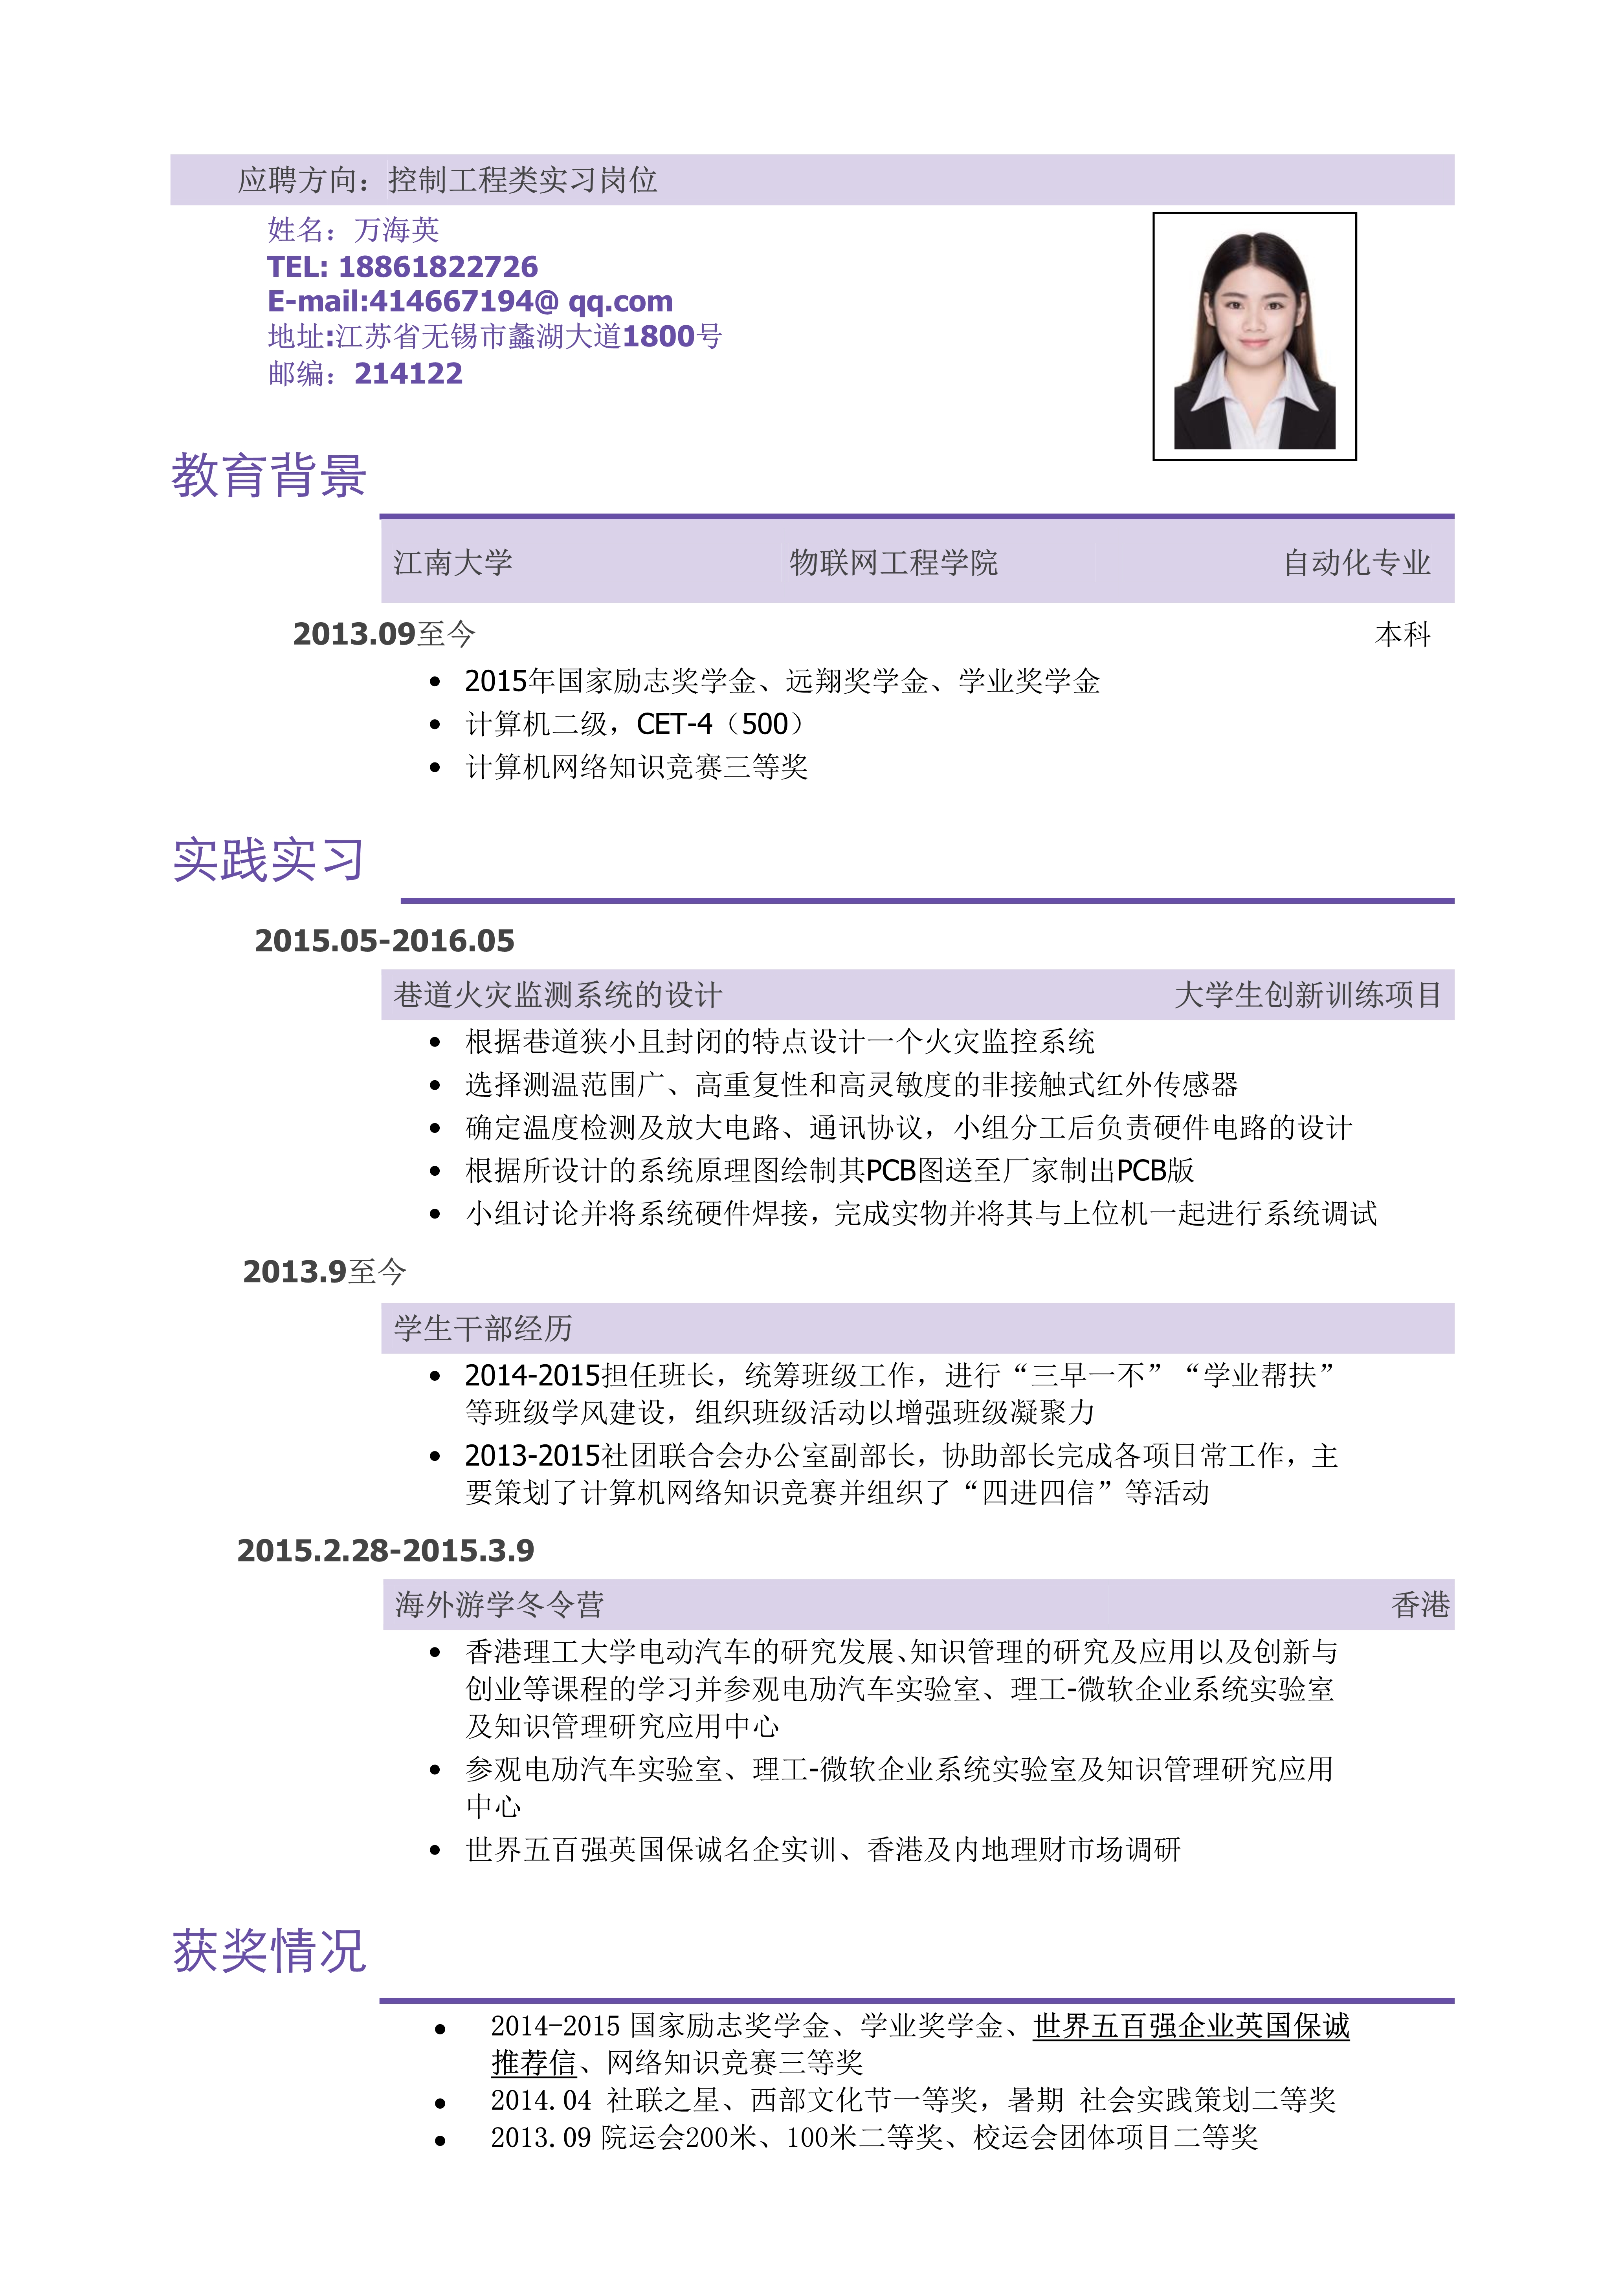 应聘方向：控制工程类实习岗位
姓名：万海英
TEL: 18861822726
E-mail:414667194@ qq.com
地址:江苏省无锡市蠡湖大道1800号
邮编：214122
教育背景
江南大学 物联网工程学院 自动化专业
2013.09至今 本科
• 2015年国家励志奖学金、远翔奖学金、学业奖学金
• 计算机二级，CET-4（500）
• 计算机网络知识竞赛三等奖
实践实习
2015.05-2016.05
巷道火灾监测系统的设计 大学生创新训练项目
• 根据巷道狭小且封闭的特点设计一个火灾监控系统
• 选择测温范围广、高重复性和高灵敏度的非接触式红外传感器
• 确定温度检测及放大电路、通讯协议，小组分工后负责硬件电路的设计
• 根据所设计的系统原理图绘制其PCB图送至厂家制出PCB版
• 小组讨论并将系统硬件焊接，完成实物并将其与上位机一起进行系统调试
2013.9至今
学生干部经历
• 2014-2015担任班长，统筹班级工作，进行“三早一不”“学业帮扶”
等班级学风建设，组织班级活动以增强班级凝聚力
• 2013-2015社团联合会办公室副部长，协助部长完成各项日常工作，主
要策划了计算机网络知识竞赛并组织了“四进四信”等活动
2015.2.28-2015.3.9
海外游学冬令营 香港
• 香港理工大学电动汽车的研究发展、知识管理的研究及应用以及创新与
创业等课程的学习并参观电励汽车实验室、理工-微软企业系统实验室
及知识管理研究应用中心
• 参观电励汽车实验室、理工-微软企业系统实验室及知识管理研究应用
中心
• 世界五百强英国保诚名企实训、香港及内地理财市场调研
获奖情况
• 2014-2015 国家励志奖学金、学业奖学金、世界五百强企业英国保诚
推荐信、网络知识竞赛三等奖
• 2014.04 社联之星、西部文化节一等奖，暑期 社会实践策划二等奖
• 2013.09 院运会200米、100米二等奖、校运会团体项目二等奖